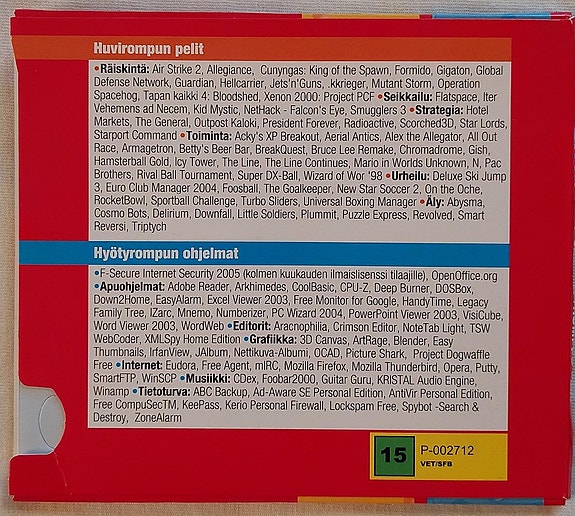 Huvirompun pelit
•Räiskintä: Air Strike 2, Allegiance, Cunyngas: King of the Spawn, Formido, Gigaton, Global
Defense Network, Guardian, Hellcarrier, Jets'n'Guns, .kkrieger, Mutant Storm, Operation
Spacehog, Tapan kaikki 4: Bloodshed, Xenon 2000: Project PCF •Seikkailu: Flatspace, Iter
Vehemens ad Necem, Kid Mystic, NetHack - Falcon's Eye, Smugglers 3 •Strategia: Hotel
Markets, The General, Outpost Kaloki, President Forever, Radioactive, Scorched3D, Star Lords,
Starport Command •Toiminta: Acky's XP Breakout, Aerial Antics, Alex the Allegator, All Out
Race, Armagetron, Betty's Beer Bar, BreakQuest, Bruce Lee Remake, Chromadrome, Gish,
Hamsterball Gold, Icy Tower, The Line, The Line Continues, Mario in Worlds Unknown, N, Pac
Brothers, Rival Ball Tournament, Super DX-Ball, Wizard of Wor '98 •Urheilu: Deluxe Ski Jump
3, Euro Club Manager 2004, Foosball, The Goalkeeper, New Star Soccer 2, On the Oche,
RocketBowl, Sportball Challenge, Turbo Sliders, Universal Boxing Manager •Äly: Abysma,
Cosmo Bots, Delirium, Downfall, Little Soldiers, Plummit, Puzzle Express, Revolved, Smart
Reversi, Triptych
Hyötyrompun ohjelmat
•F-Secure Internet Security 2005 (kolmen kuukauden ilmaislisenssi tilaajille), OpenOffice.org
•Apuohjelmat: Adobe Reader, Arkhimedes, CoolBasic, CPU-Z, Deep Burner, DOSBox,
Down2Home, EasyAlarm, Excel Viewer 2003, Free Monitor for Google, HandyTime, Legacy
Family Tree, IZarc, Mnemo, Numberizer, PC Wizard 2004, PowerPoint Viewer 2003, VisiCube,
Word Viewer 2003, WordWeb •Editorit: Aracnophilia, Crimson Editor, NoteTab Light, TSW
WebCoder, XMLSpy Home Edition •Grafiikka: 3D Canvas, ArtRage, Blender, Easy
Thumbnails, IrfanView, JAlbum, Nettikuva-Albumi, OCAD, Picture Shark, Project Dogwaffle
Free •Internet: Eudora, Free Agent, mIRC, Mozilla Firefox, Mozilla Thunderbird, Opera, Putty,
SmartFTP, WinSCP •Musiikki: CDex, Foobar2000, Guitar Guru, KRISTAL Audio Engine,
Winamp •Tietoturva: ABC Backup, Ad-Aware SE Personal Edition, AntiVir Personal Edition,
Free CompuSecTM, KeePass, Kerio Personal Firewall, Lockspam Free, Spybot -Search &
Destroy, ZoneAlarm
15
P-002712
VET/SFB